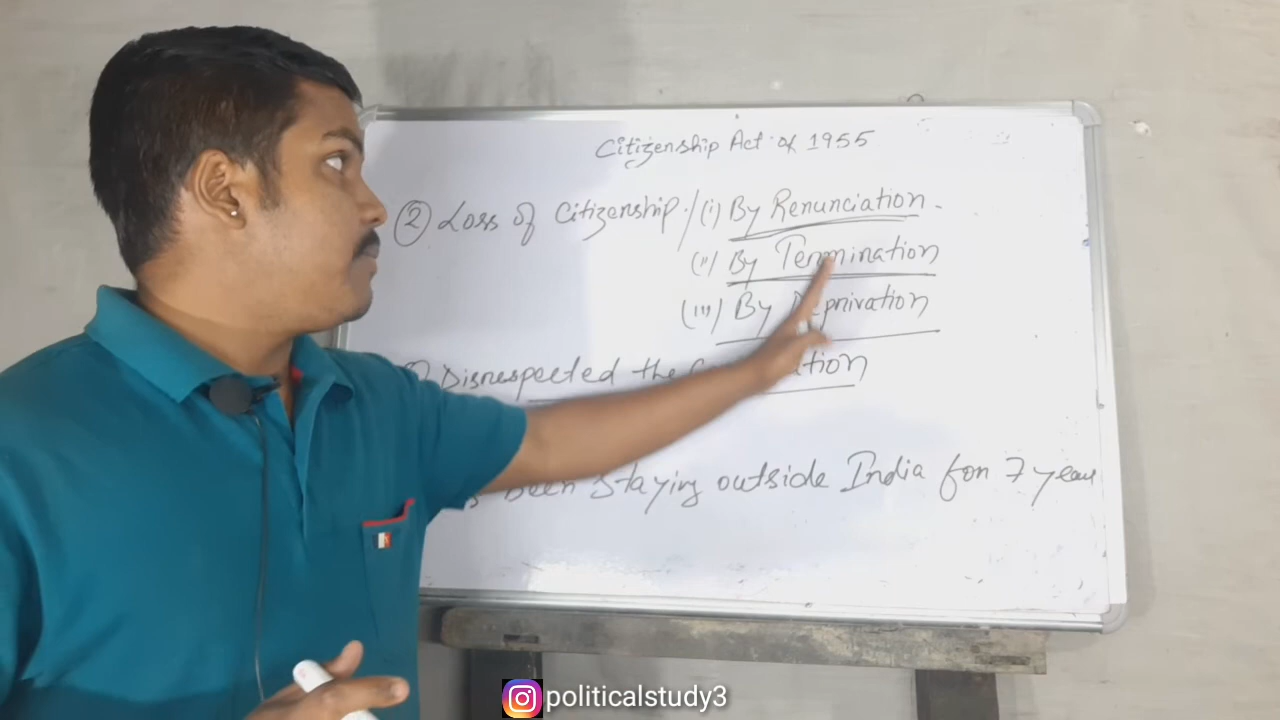 Citizenship Act of 1955
② Loss of Citizenship / (i) By Renunciation -
(ii) By Termination
(iii) By
Disrespected the
been staying outside India for 7 years
politicalstudy3